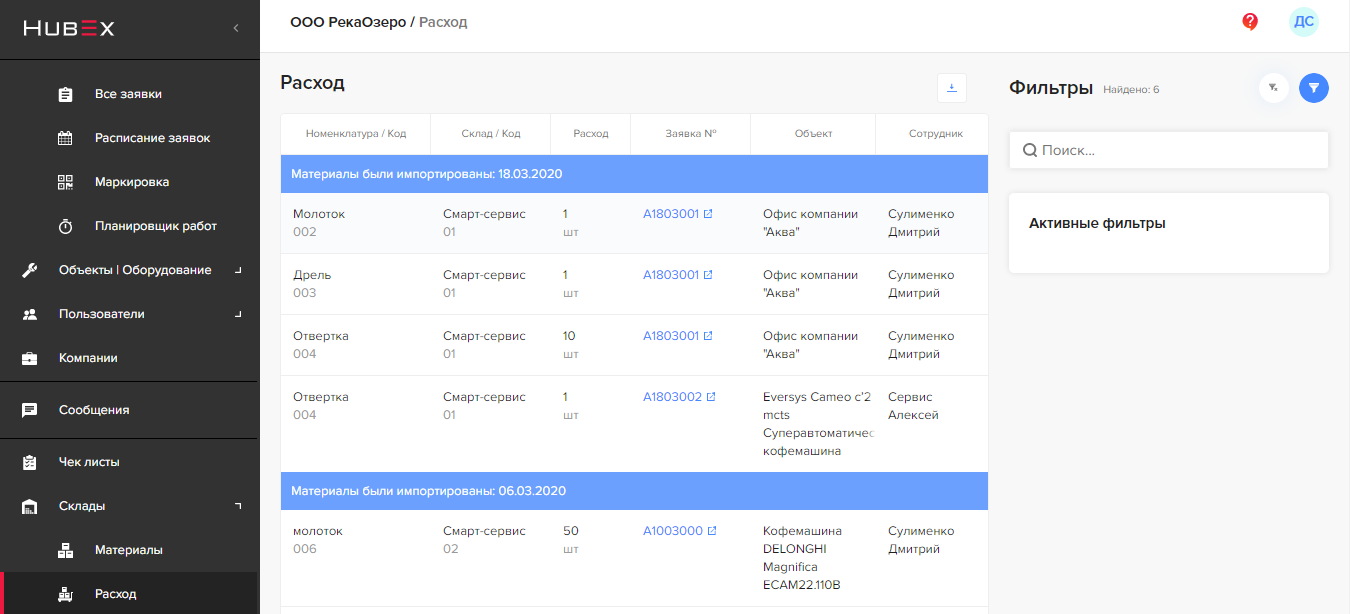 HUBEX
ООО РекаОзеро / Расход
ДС
Все заявки
Расписание заявок
Маркировка
Планировщик работ
Объекты | Оборудование
Пользователи
Компании
Сообщения
Чек листы
Склады
Материалы
Расход
Расход
Номенклатура / Код
Склад / Код
Расход
Заявка №
Объект
Сотрудник
Материалы были импортированы: 18.03.2020
Молоток
002
Смарт-сервис
01
1
шт
A1803001
Офис компании
"Аква"
Сулименко
Дмитрий
Дрель
003
Смарт-сервис
01
1
шт
A1803001
Офис компании
"Аква"
Сулименко
Дмитрий
Отвертка
004
Смарт-сервис
01
10
шт
A1803001
Офис компании
"Аква"
Сулименко
Дмитрий
Отвертка
004
Смарт-сервис
01
1
шт
A1803002
Eversys Cameo c'2
mcts
Суперавтоматичес
кофемашина
Сервис
Алексей
Материалы были импортированы: 06.03.2020
молоток
006
Смарт-сервис
02
50
шт
A1003000
Кофемашина
DELONGHI
Magnifica
ECAM22.110B
Сулименко
Дмитрий
Фильтры
Найдено: 6
Поиск...
Активные фильтры